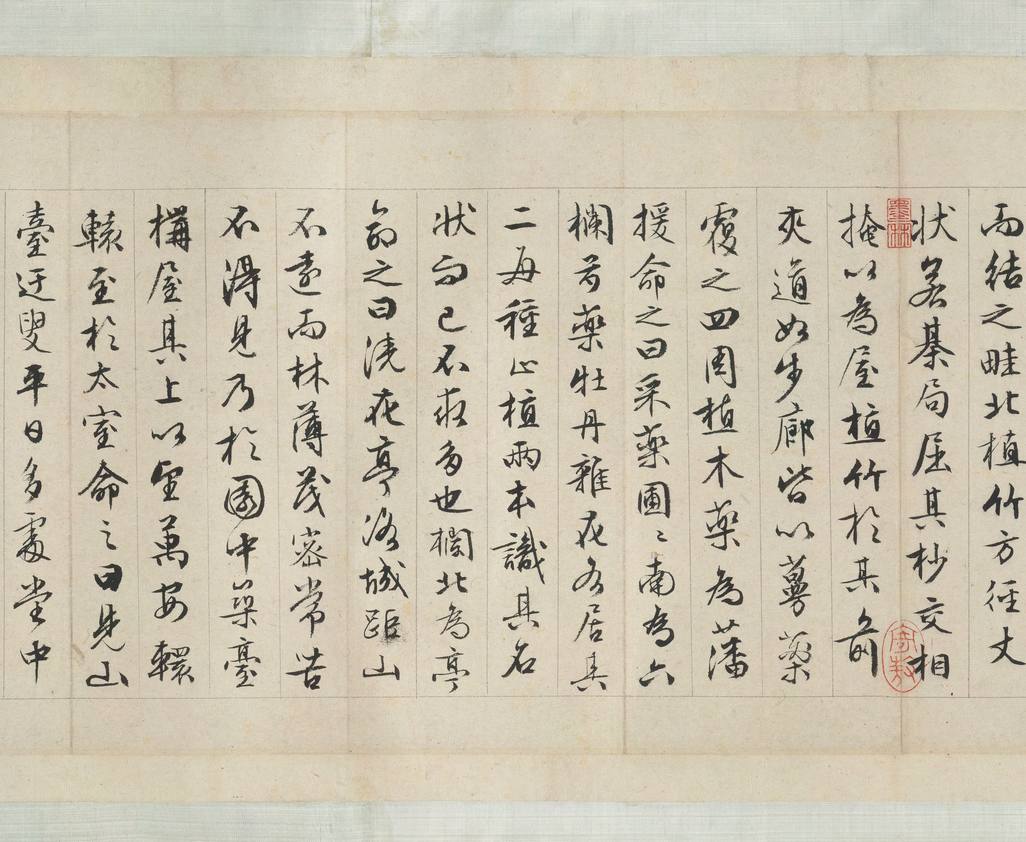 而結之畦北植竹方徑丈
狀若棊局屈其杪交相
掩以為屋植竹於其前
夾道如步廊皆以蔓藥
覆之四周植木藥為藩
援命之曰采藥圃〻南為六
欄芍藥牡丹雜花各居其
二每種止植兩本識其名
狀而已不求多也欄北為亭
命之曰澆花亭洛城距山
不遠而林薄茂密常苦
不得見乃於園中築臺
構屋其上以望萬安轘
轅至於太室命之曰見山
臺迂叟平日多處堂中